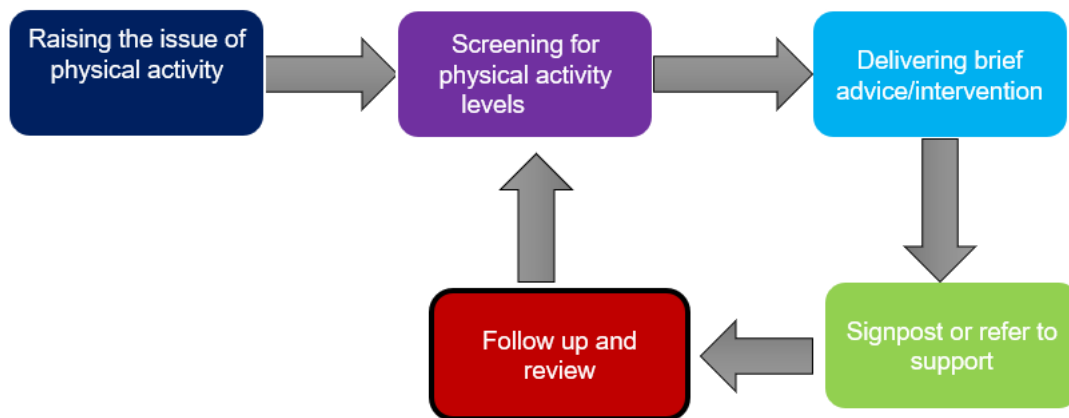 Raising the issue of
physical activity
Screening for
physical activity
levels
Delivering brief
advice/intervention
Signpost or refer to
support
Follow up and
review